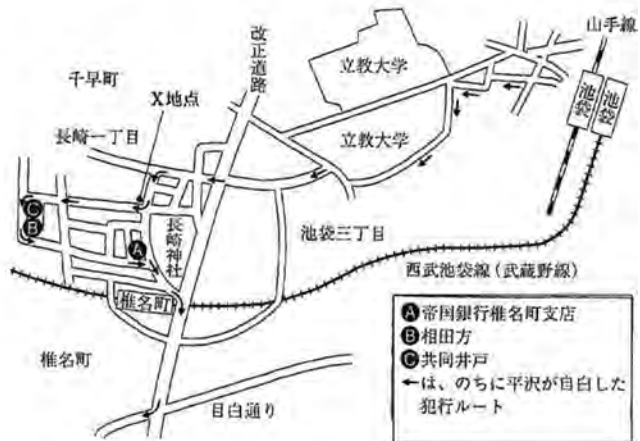 山手線
池袋
池袋
改正道路
立教大学
千早町
X地点
立教大学
長崎一丁目
C
B
A
長崎神社
池袋三丁目
西武池袋線(武蔵野線)
椎名町
椎名町
目白通り
A帝国銀行椎名町支店
B相田方
C共同井戸
←は、のちに平沢が自白した
犯行ルート